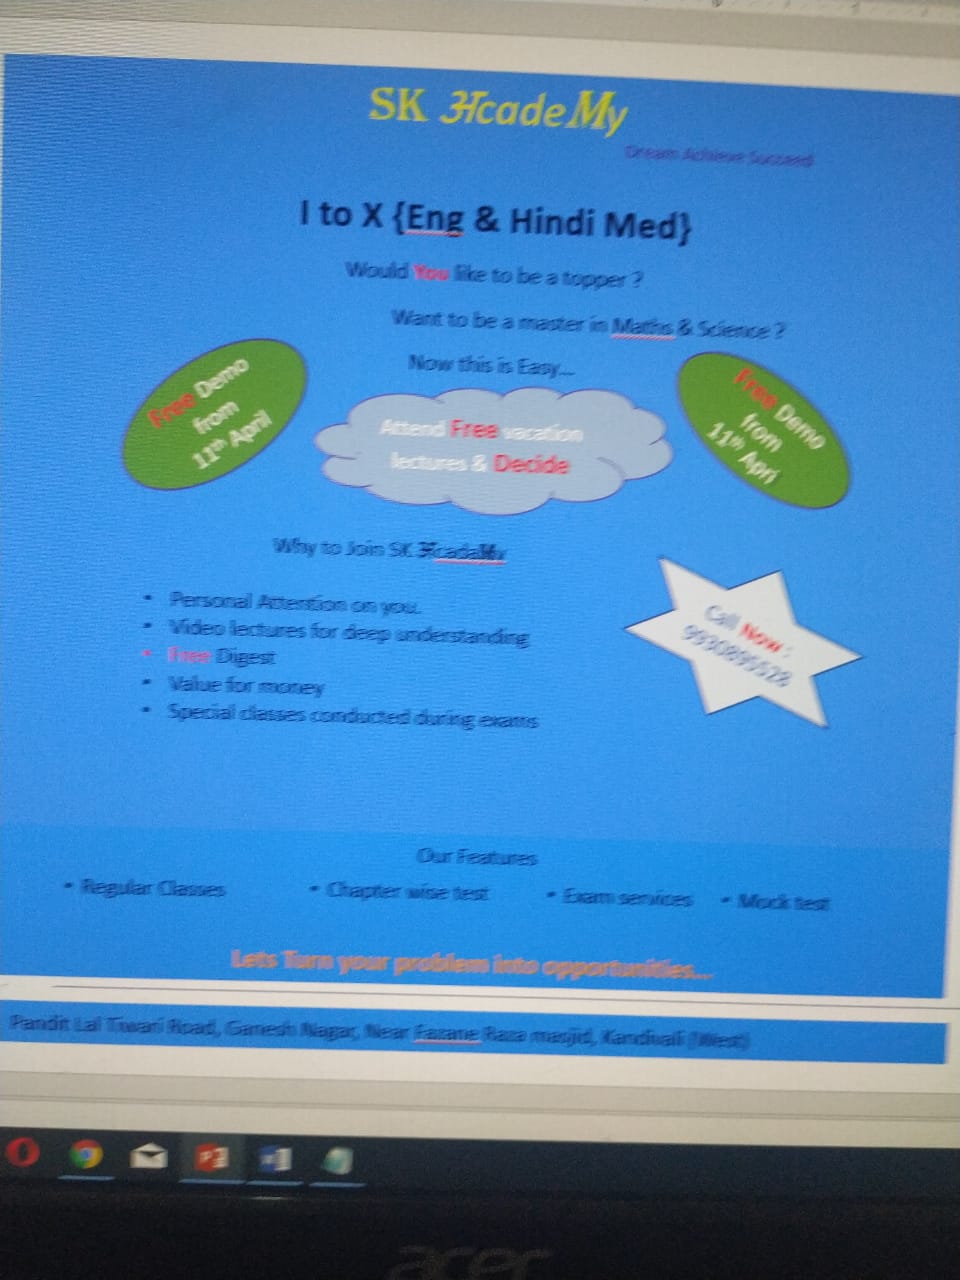 SK अcadeMy
Dream Achieve Succeed
I to X {Eng & Hindi Med}
Would You like to be a topper ?
Want to be a master in Maths & Science ?
Now this is Easy...
Free Demo
from
11th April
Attend Free vacation
lectures & Decide
Free Demo
from
11th Apri
Why to Join SK अcadaMy
• Personal Attention on you.
• Video lectures for deep understanding
• Free Digest
• Value for money
• Special classes conducted during exams
Call Now :
9930895528
Our Features
• Regular Classes • Chapter wise test • Exam services • Mock test
Lets Turn your problem into opportunities...
Pandit Lal Tiwari Road, Ganesh Nagar, Near Fazane Raza masjid, Kandivali (West)
acer